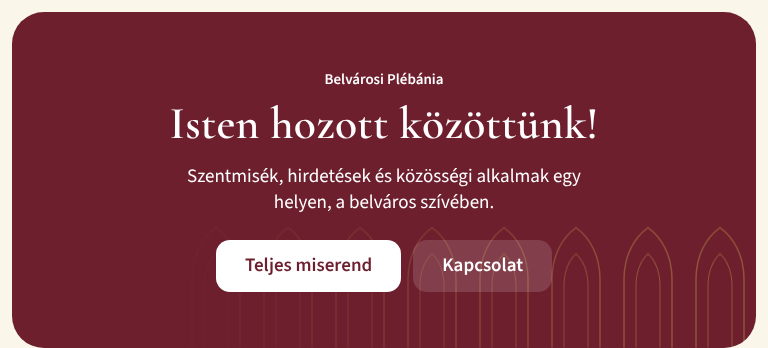 Belvárosi Plébánia
Isten hozott közöttünk!
Szentmisék, hirdetések és közösségi alkalmak egy
helyen, a belváros szívében.
Teljes miserend
Kapcsolat